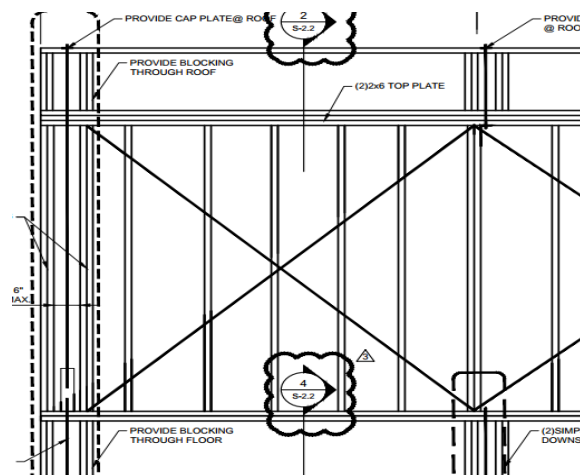 PROVIDE CAP PLATE@ ROOF
2
S-2.2
PROVID
@ ROO
PROVIDE BLOCKING
THROUGH ROOF
(2)2x6 TOP PLATE
6"
MAX.
3
4
S-2.2
PROVIDE BLOCKING
THROUGH FLOOR
(2)SIMP
DOWNS